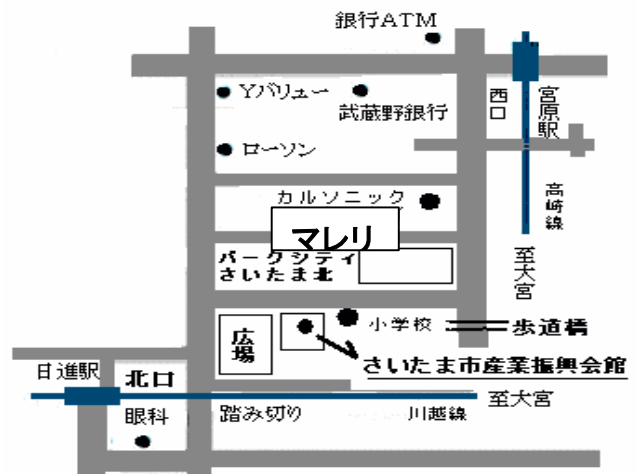 銀行ATM
Yバリュー
武蔵野銀行
西口
宮原駅
ローソン
カルソニック
高崎線
マレリ
パークシティ
さいたま北
至大宮
広場
小学校
歩道橋
さいたま市産業振興会館
日進駅
北口
至大宮
眼科
踏み切り
川越線